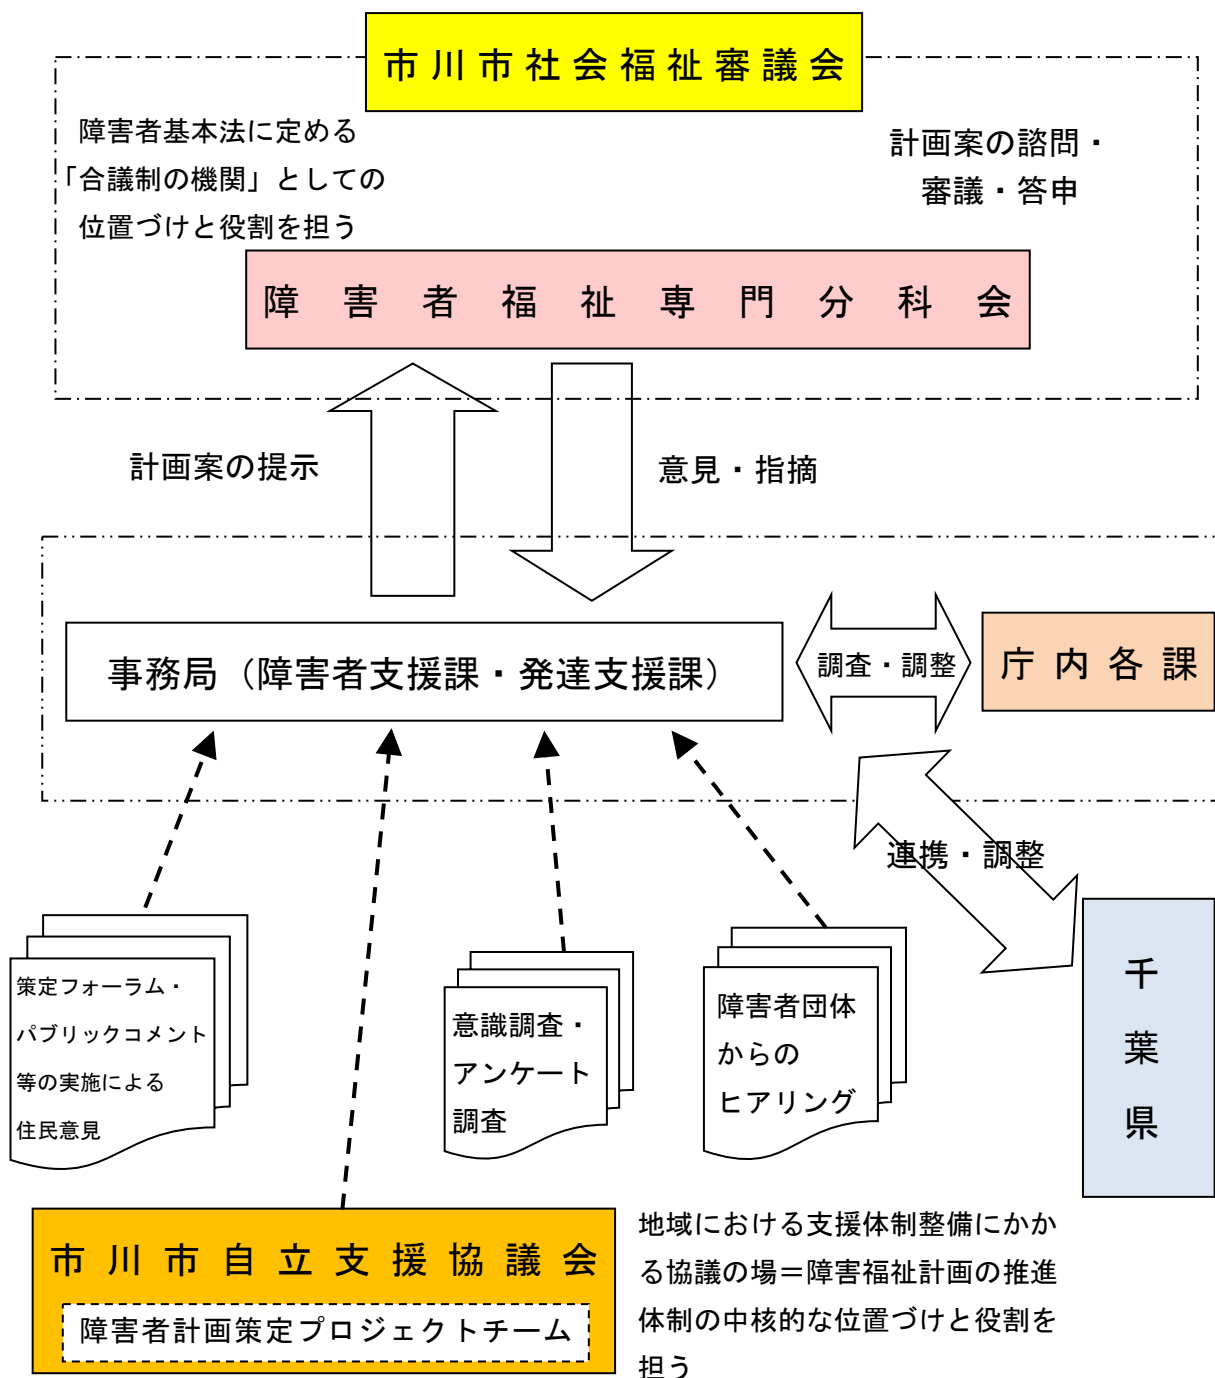 市川市社会福祉審議会
障害者基本法に定める
「合議制の機関」としての
位置づけと役割を担う
計画案の諮問・
審議・答申
障害者福祉専門分科会
計画案の提示
意見・指摘
事務局（障害者支援課・発達支援課）
調査・調整
庁内各課
連携・調整
千
葉
県
策定フォーラム・
パブリックコメント
等の実施による
住民意見
意識調査・
アンケート
調査
障害者団体
からの
ヒアリング
市川市自立支援協議会
障害者計画策定プロジェクトチーム
地域における支援体制整備にかか
る協議の場＝障害福祉計画の推進
体制の中核的な位置づけと役割を
担う